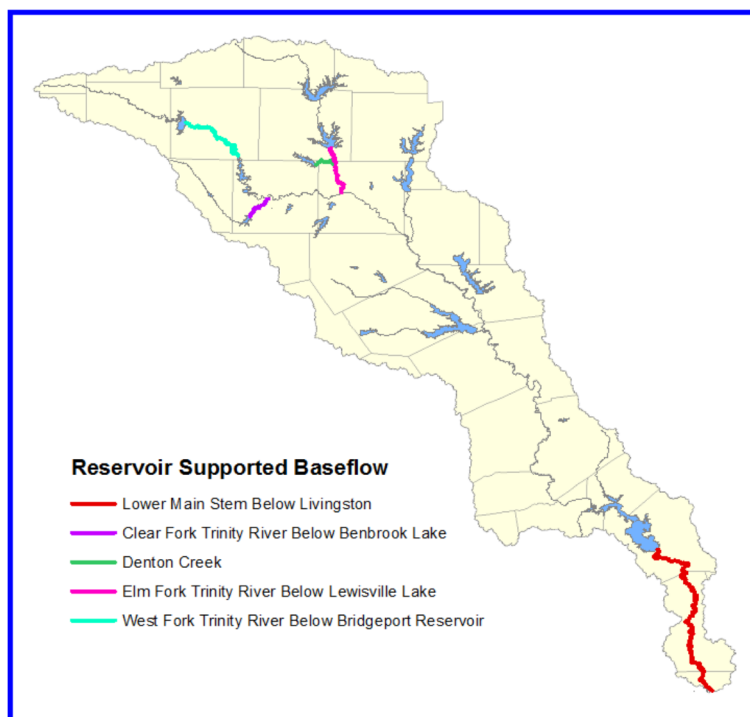 Reservoir Supported Baseflow
Lower Main Stem Below Livingston
Clear Fork Trinity River Below Benbrook Lake
Denton Creek
Elm Fork Trinity River Below Lewisville Lake
West Fork Trinity River Below Bridgeport Reservoir